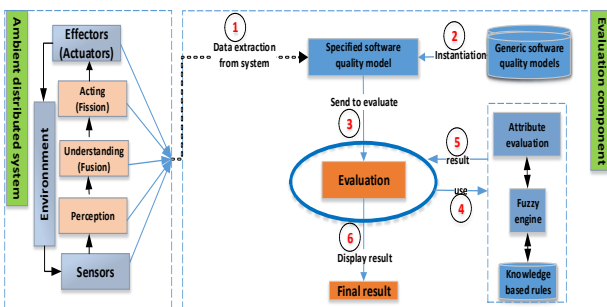 Ambient distributed system
Effectors
(Actuators)
Acting
(Fission)
Understanding
(Fusion)
Perception
Sensors
Environnment
1
Data extraction
from system
Specified software
quality model
2
Instantiation
Generic software
quality models
Send to evaluate
3
Evaluation
5
result
use
4
Attribute
evaluation
Fuzzy
engine
Knowledge
based rules
6
Display result
Final result
Evaluation component